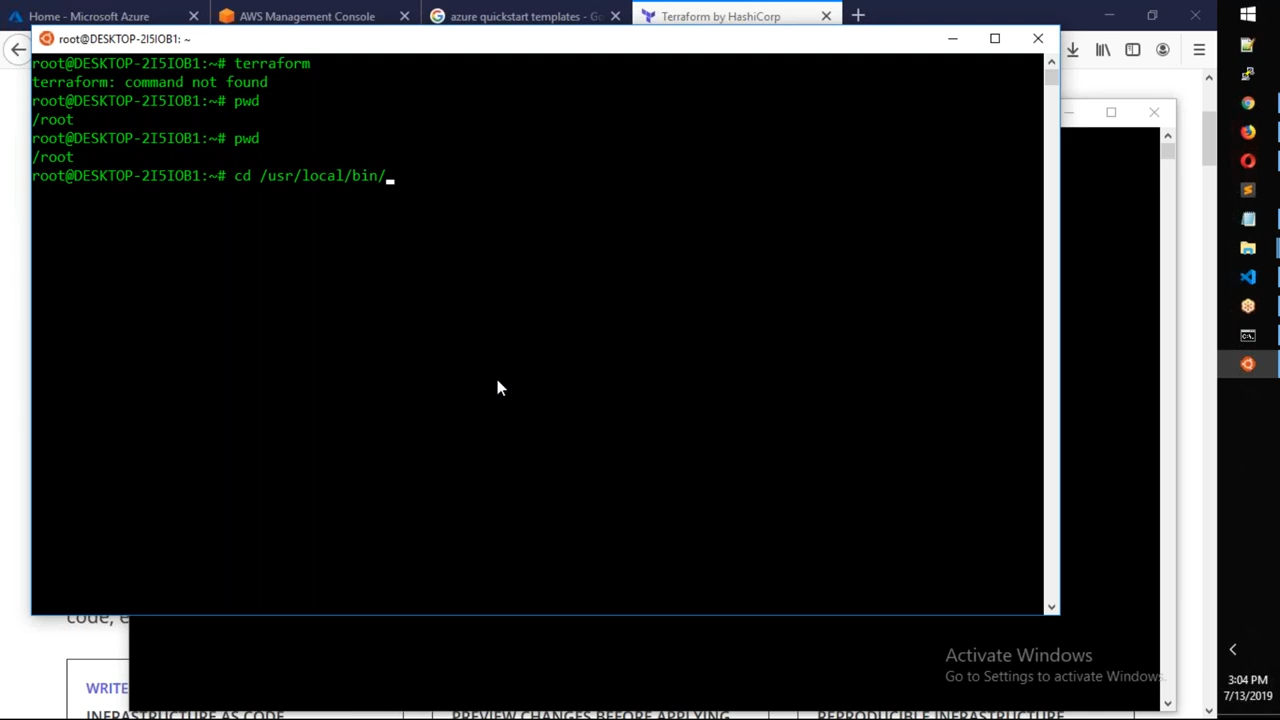 Home - Microsoft Azure
AWS Management Console
azure quickstart templates - Go
Terraform by HashiCorp
root@DESKTOP-2I5IOB1: ~
root@DESKTOP-2I5IOB1:~# terraform
terraform: command not found
root@DESKTOP-2I5IOB1:~# pwd
/root
root@DESKTOP-2I5IOB1:~# pwd
/root
root@DESKTOP-2I5IOB1:~# cd /usr/local/bin/
code, e
WRITE
INFRASTRUCTURE AS CODE
PREVIEW CHANGES BEFORE APPLYING
REPRODUCIBLE INFRASTRUCTURE
Activate Windows
Go to Settings to activate Windows.
3:04 PM
7/13/2019